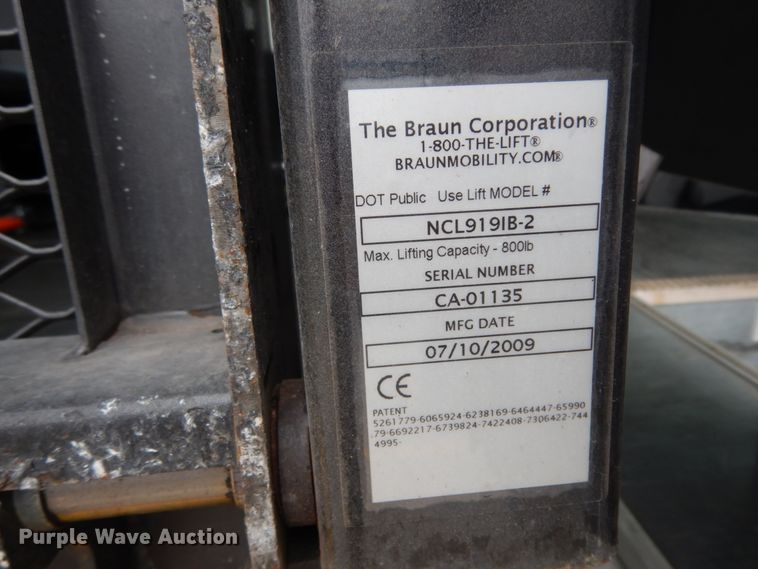 The Braun Corporation®
1-800-THE-LIFT®
BRAUNMOBILITY.COM®
DOT Public Use Lift MODEL #
NCL919IB-2
Max. Lifting Capacity - 800lb
SERIAL NUMBER
CA-01135
MFG DATE
07/10/2009
CE
PATENT
5261779-6065924-6238169-6464447-65990
79-6692217-6739824-7422408-7306422-744
4995-
Purple Wave Auction